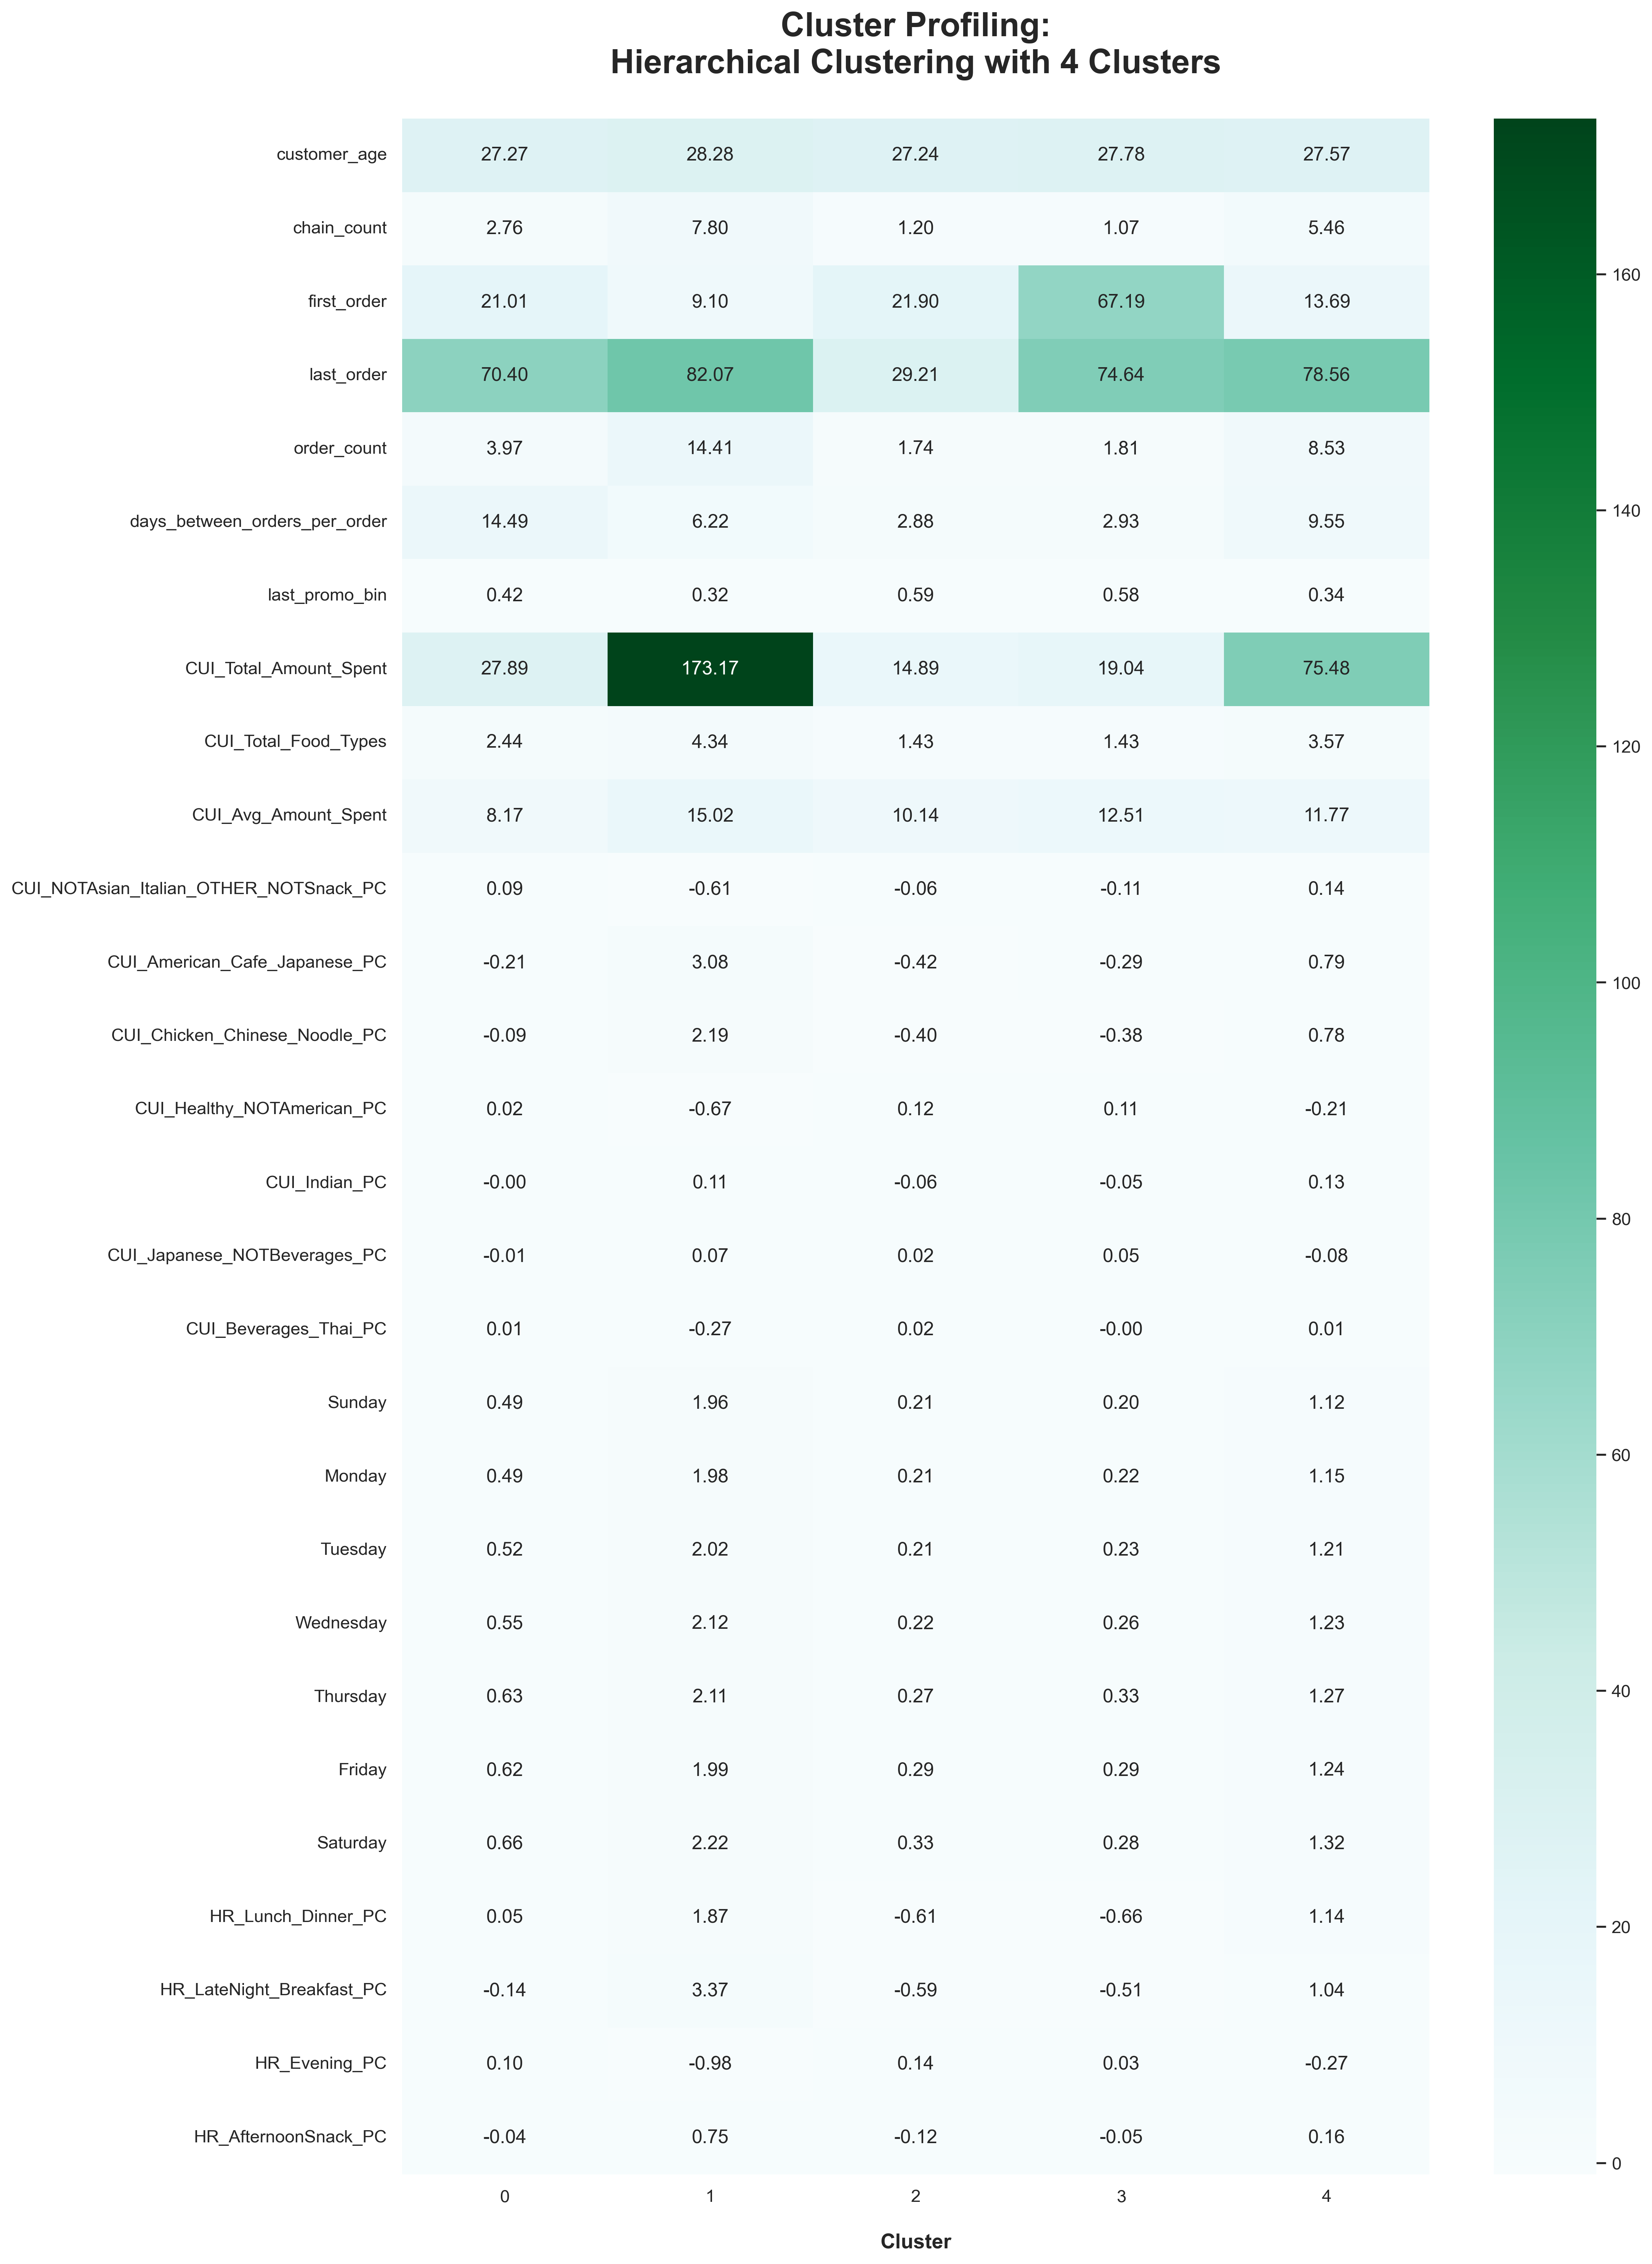 Cluster Profiling:
Hierarchical Clustering with 4 Clusters
customer_age 27.27 28.28 27.24 27.78 27.57
chain_count 2.76 7.80 1.20 1.07 5.46
first_order 21.01 9.10 21.90 67.19 13.69
last_order 70.40 82.07 29.21 74.64 78.56
order_count 3.97 14.41 1.74 1.81 8.53
days_between_orders_per_order 14.49 6.22 2.88 2.93 9.55
last_promo_bin 0.42 0.32 0.59 0.58 0.34
CUI_Total_Amount_Spent 27.89 173.17 14.89 19.04 75.48
CUI_Total_Food_Types 2.44 4.34 1.43 1.43 3.57
CUI_Avg_Amount_Spent 8.17 15.02 10.14 12.51 11.77
CUI_NOTAsian_Italian_OTHER_NOTSnack_PC 0.09 -0.61 -0.06 -0.11 0.14
CUI_American_Cafe_Japanese_PC -0.21 3.08 -0.42 -0.29 0.79
CUI_Chicken_Chinese_Noodle_PC -0.09 2.19 -0.40 -0.38 0.78
CUI_Healthy_NOTAmerican_PC 0.02 -0.67 0.12 0.11 -0.21
CUI_Indian_PC -0.00 0.11 -0.06 -0.05 0.13
CUI_Japanese_NOTBeverages_PC -0.01 0.07 0.02 0.05 -0.08
CUI_Beverages_Thai_PC 0.01 -0.27 0.02 -0.00 0.01
Sunday 0.49 1.96 0.21 0.20 1.12
Monday 0.49 1.98 0.21 0.22 1.15
Tuesday 0.52 2.02 0.21 0.23 1.21
Wednesday 0.55 2.12 0.22 0.26 1.23
Thursday 0.63 2.11 0.27 0.33 1.27
Friday 0.62 1.99 0.29 0.29 1.24
Saturday 0.66 2.22 0.33 0.28 1.32
HR_Lunch_Dinner_PC 0.05 1.87 -0.61 -0.66 1.14
HR_LateNight_Breakfast_PC -0.14 3.37 -0.59 -0.51 1.04
HR_Evening_PC 0.10 -0.98 0.14 0.03 -0.27
HR_AfternoonSnack_PC -0.04 0.75 -0.12 -0.05 0.16
0 1 2 3 4
Cluster
160
140
120
100
80
60
40
20
0